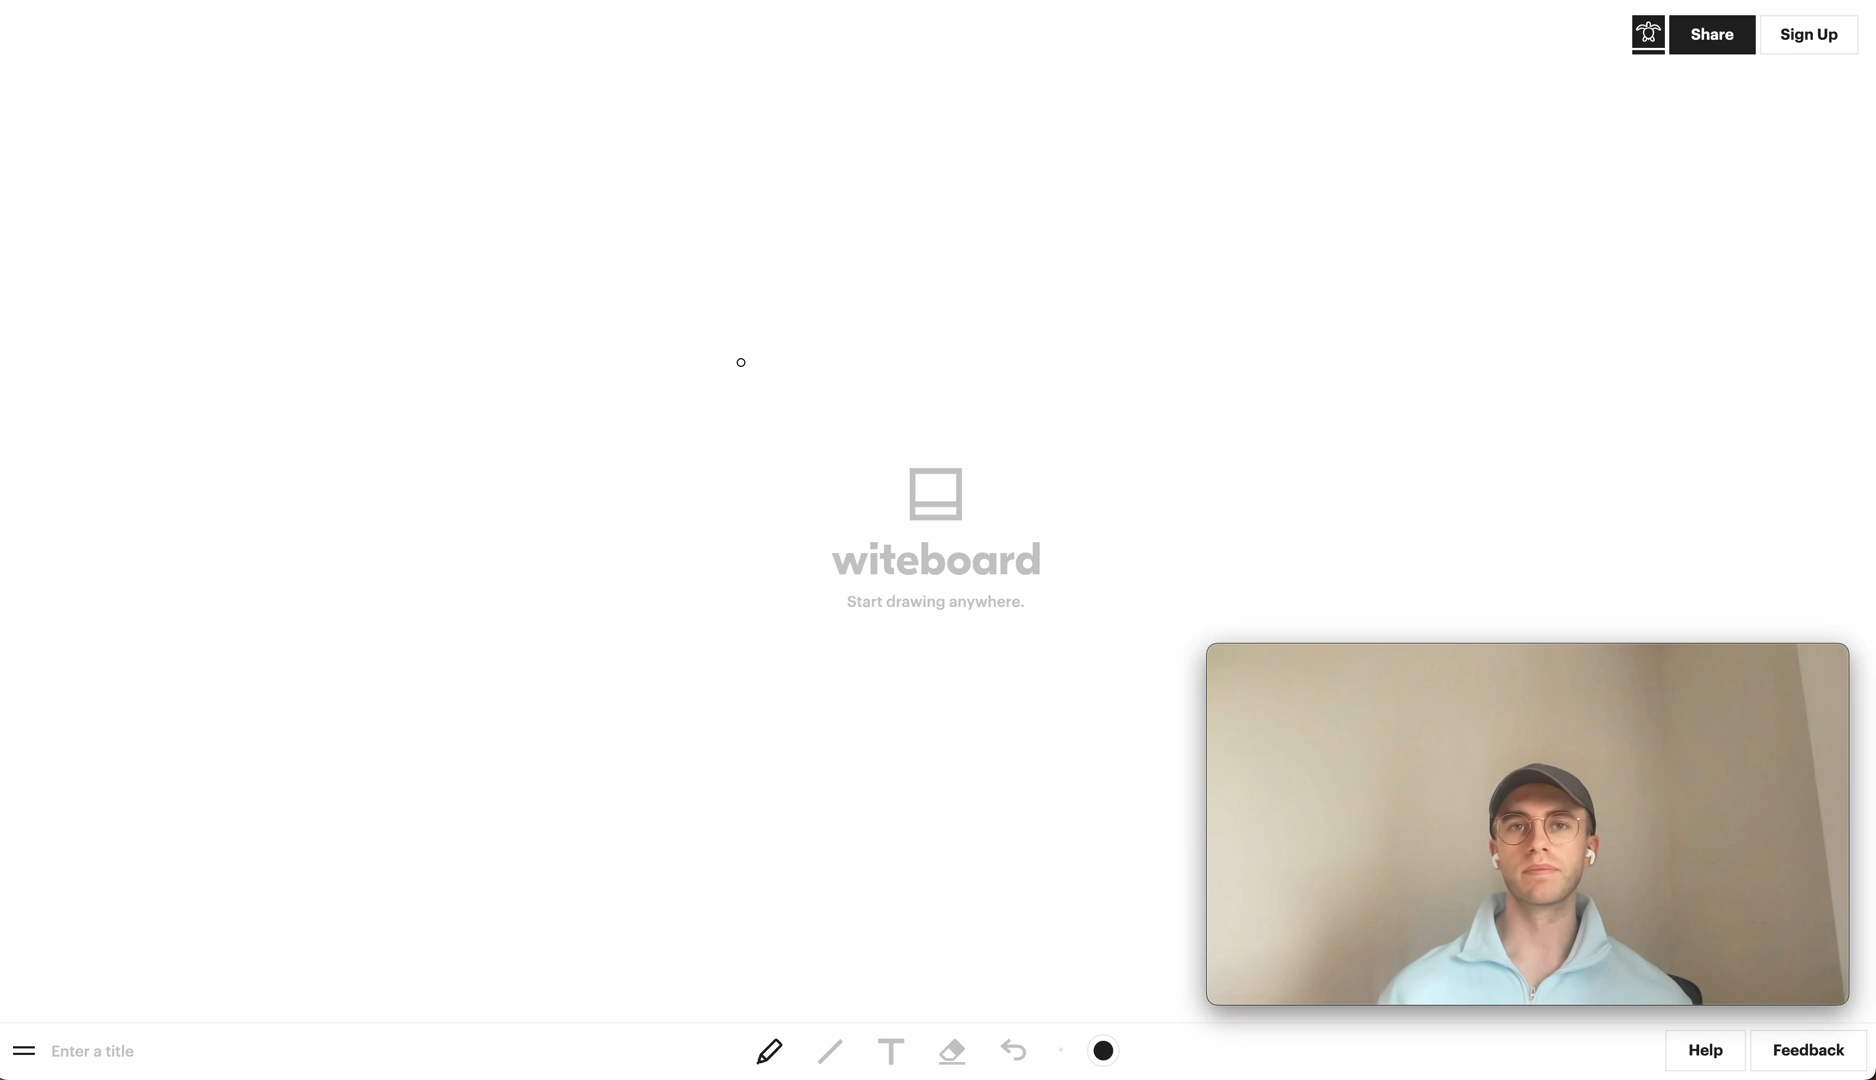 Share
Sign Up
witeboard
Start drawing anywhere.
Enter a title
T
Help
Feedback